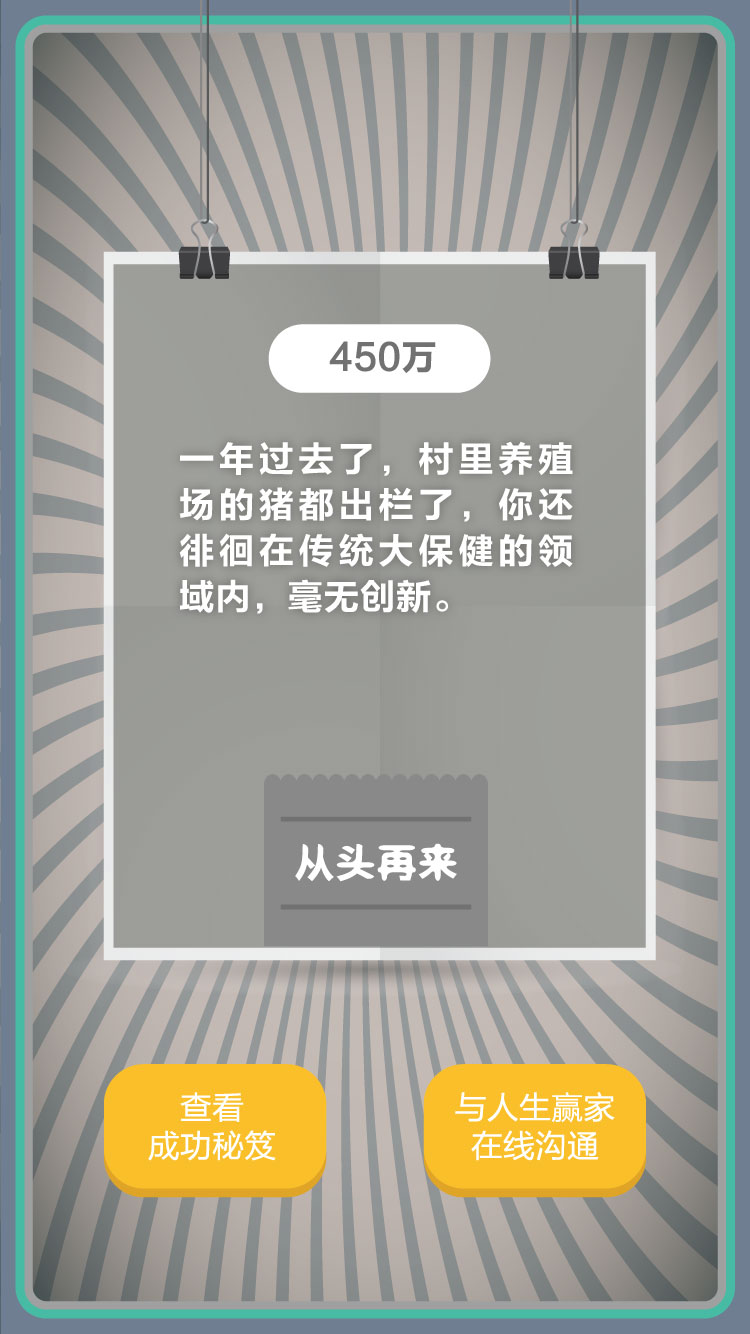 450万
一年过去了，村里养殖
场的猪都出栏了，你还
徘徊在传统大保健的领
域内，毫无创新。
从头再来
查看
成功秘笈
与人生赢家
在线沟通